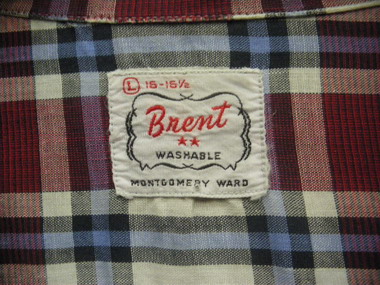 L 15-15½
Brent
WASHABLE
MONTGOMERY WARD